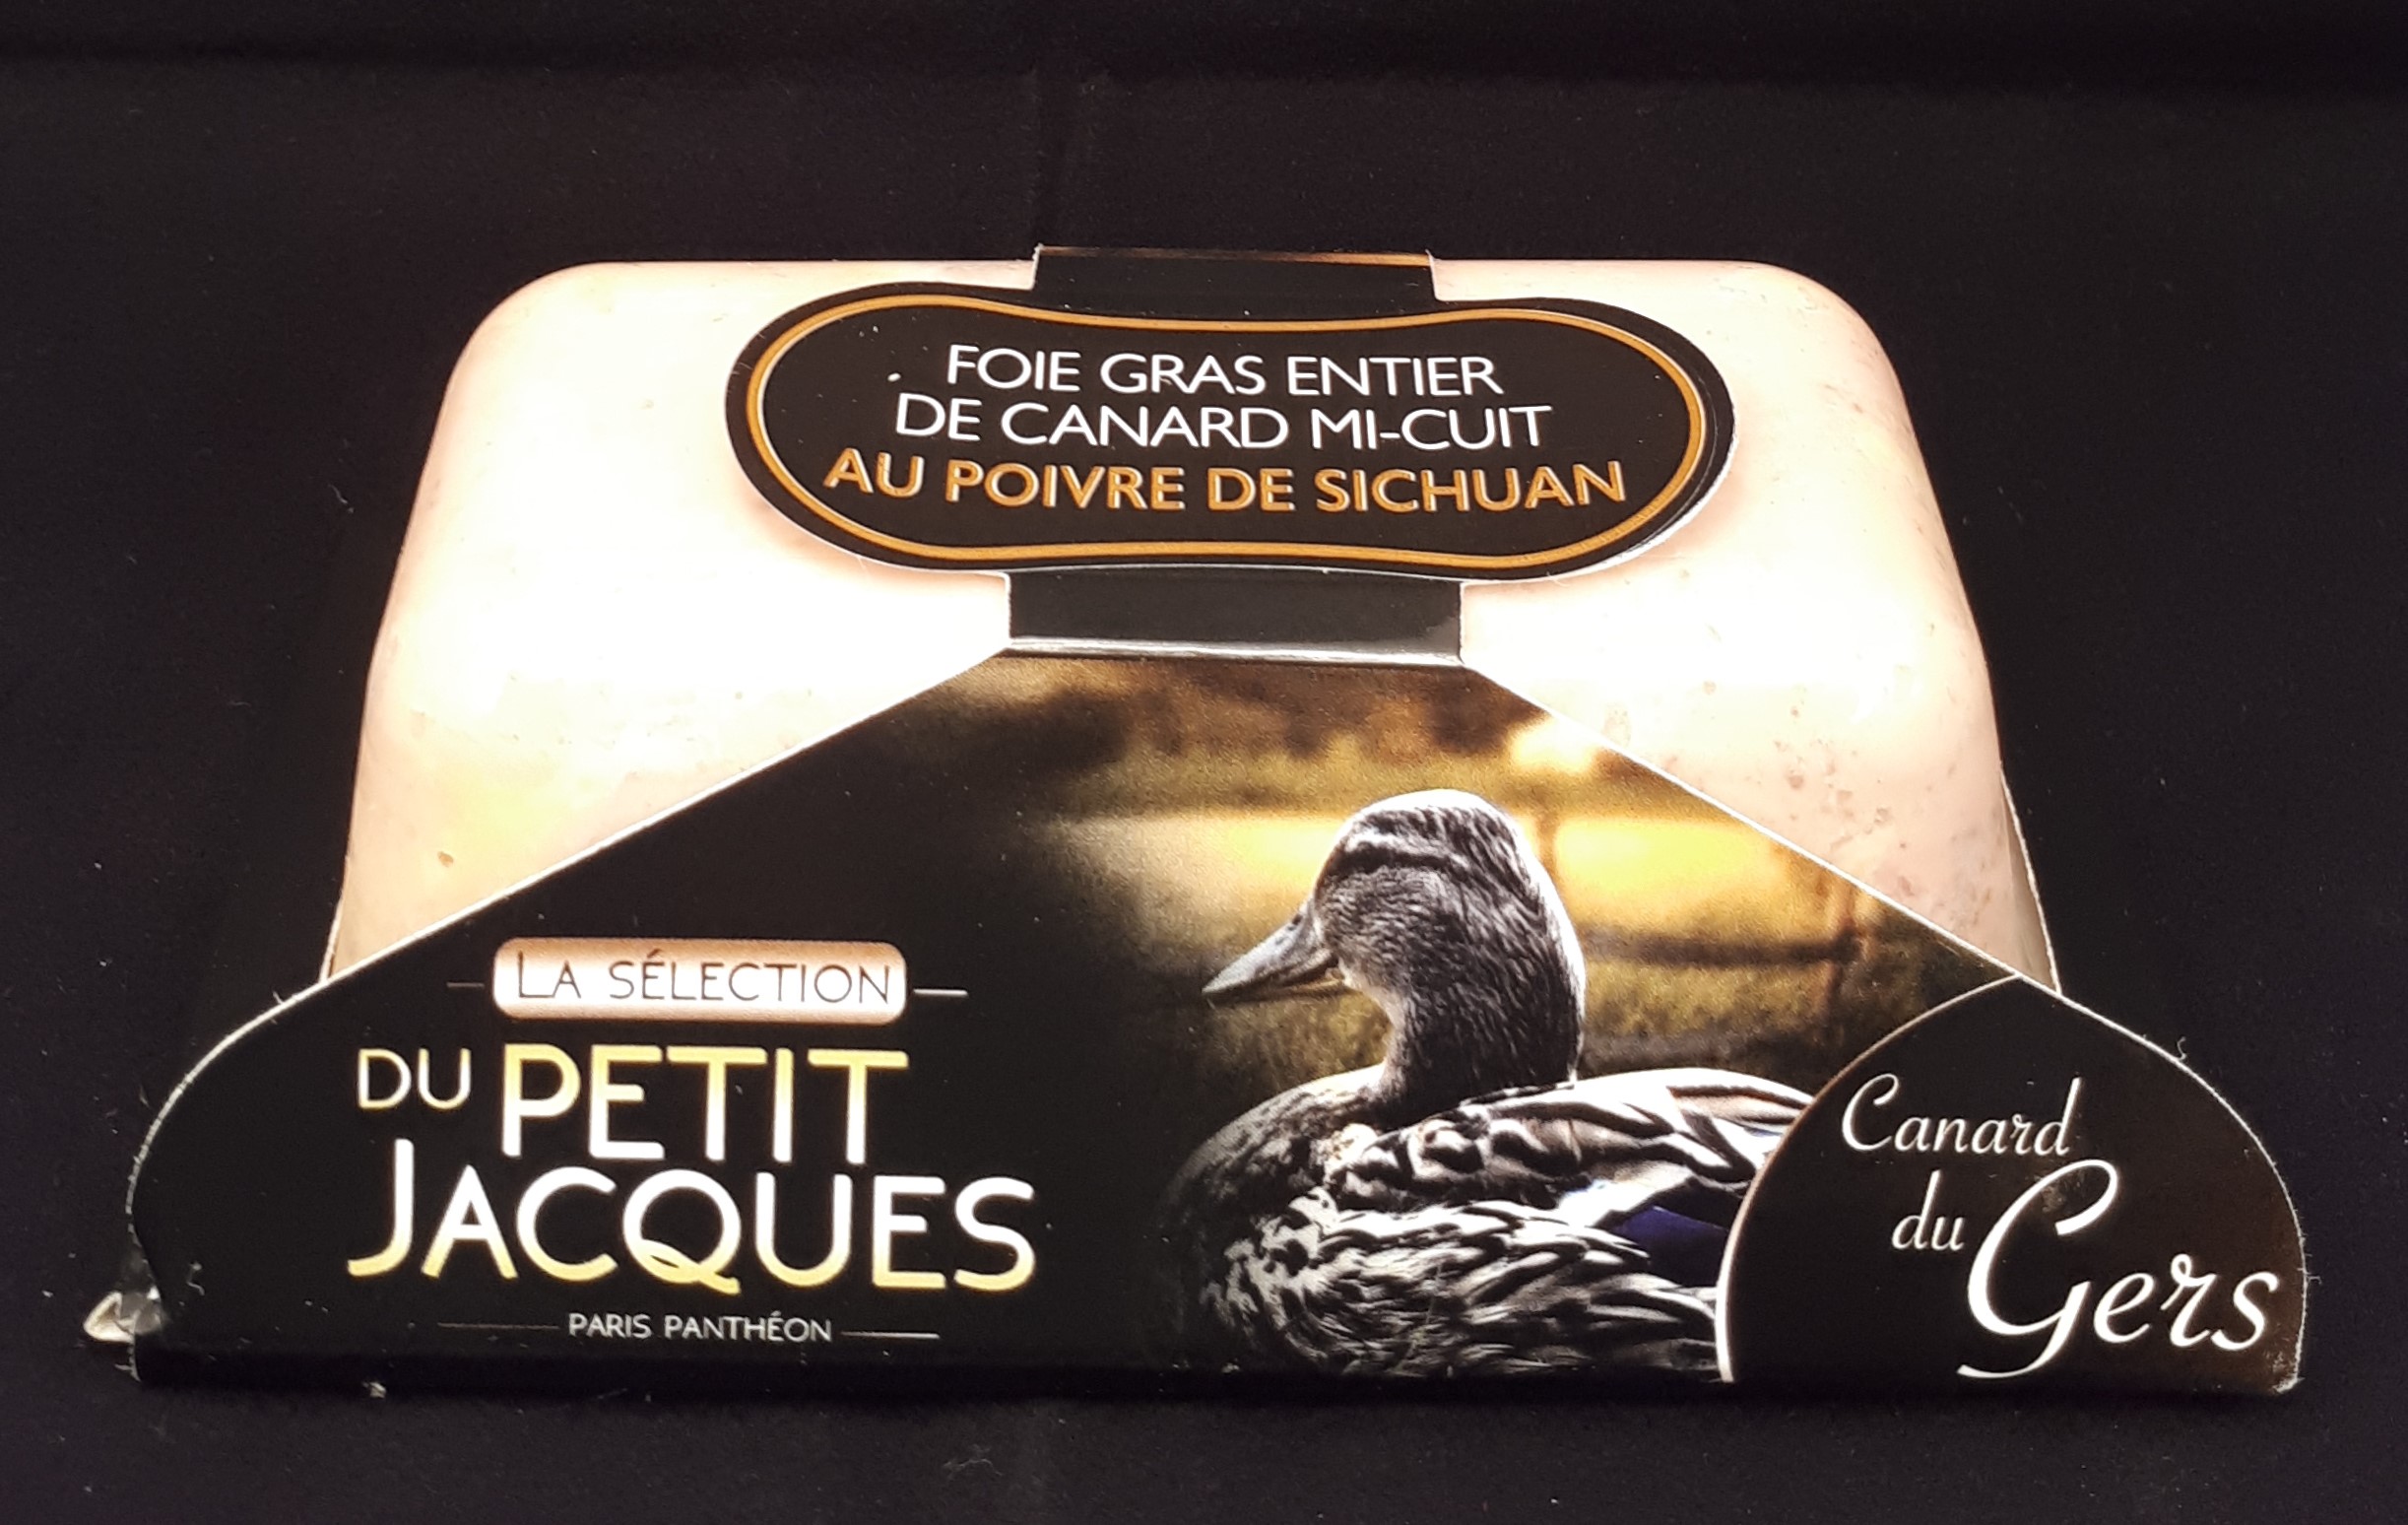 FOIE GRAS ENTIER
DE CANARD MI-CUIT
AU POIVRE DE SICHUAN
LA SÉLECTION
DU PETIT
JACQUES
PARIS PANTHÉON
Canard
du Gers